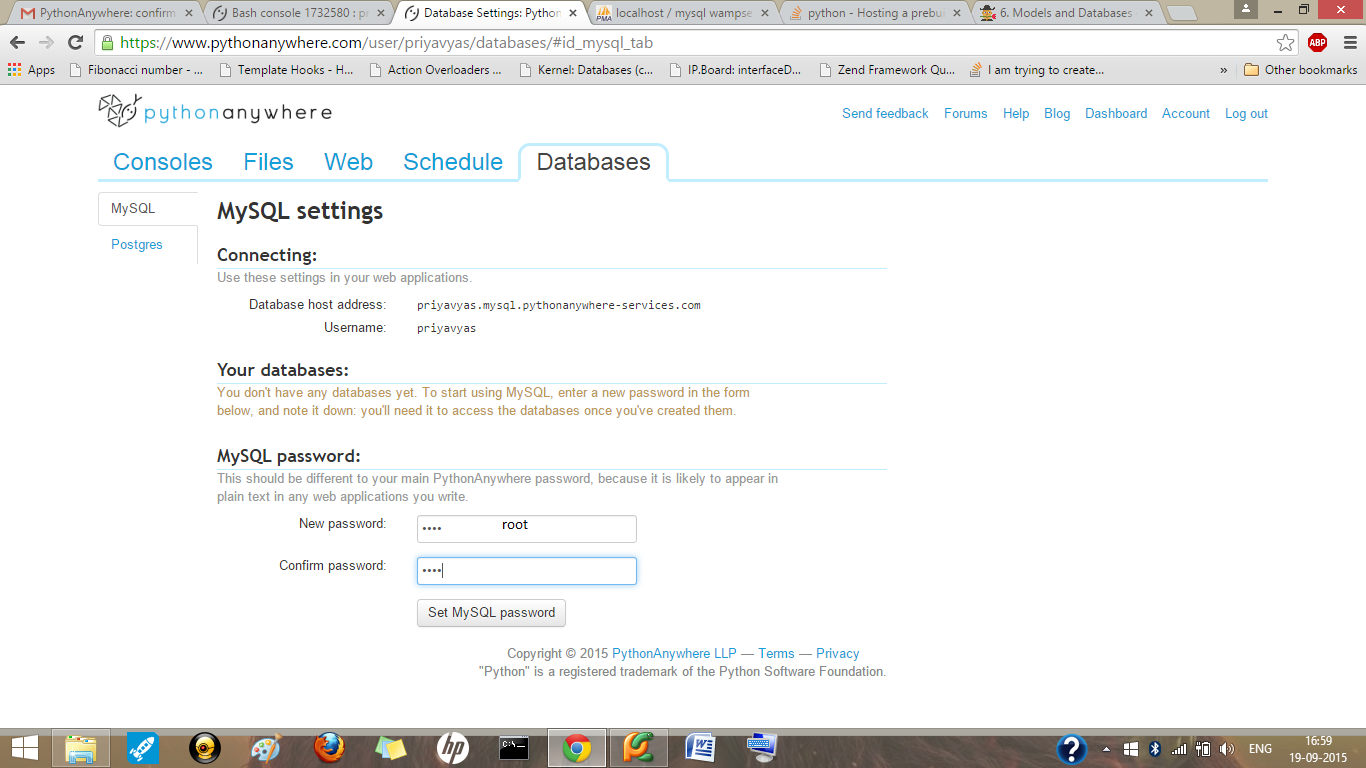 PythonAnywhere: confirm
Bash console 1732580 : pr
Database Settings: Python
localhost / mysql wampse
python - Hosting a prebui
6. Models and Databases
https://www.pythonanywhere.com/user/priyavyas/databases/#id_mysql_tab
ABP
Apps
Fibonacci number - ...
Template Hooks - H...
Action Overloaders ...
Kernel: Databases (c...
IP.Board: interfaceD...
Zend Framework Qu...
I am trying to create...
»
Other bookmarks
pythonanywhere
Send feedback Forums Help Blog Dashboard Account Log out
Consoles Files Web Schedule Databases
MySQL
Postgres
MySQL settings
Connecting:
Use these settings in your web applications.
Database host address: priyavyas.mysql.pythonanywhere-services.com
Username: priyavyas
Your databases:
You don't have any databases yet. To start using MySQL, enter a new password in the form
below, and note it down: you'll need it to access the databases once you've created them.
MySQL password:
This should be different to your main PythonAnywhere password, because it is likely to appear in
plain text in any web applications you write.
New password: •••• root
Confirm password: ••••
Set MySQL password
Copyright © 2015 PythonAnywhere LLP — Terms — Privacy
"Python" is a registered trademark of the Python Software Foundation.
hp
C:\
W
?
ENG
16:59
19-09-2015